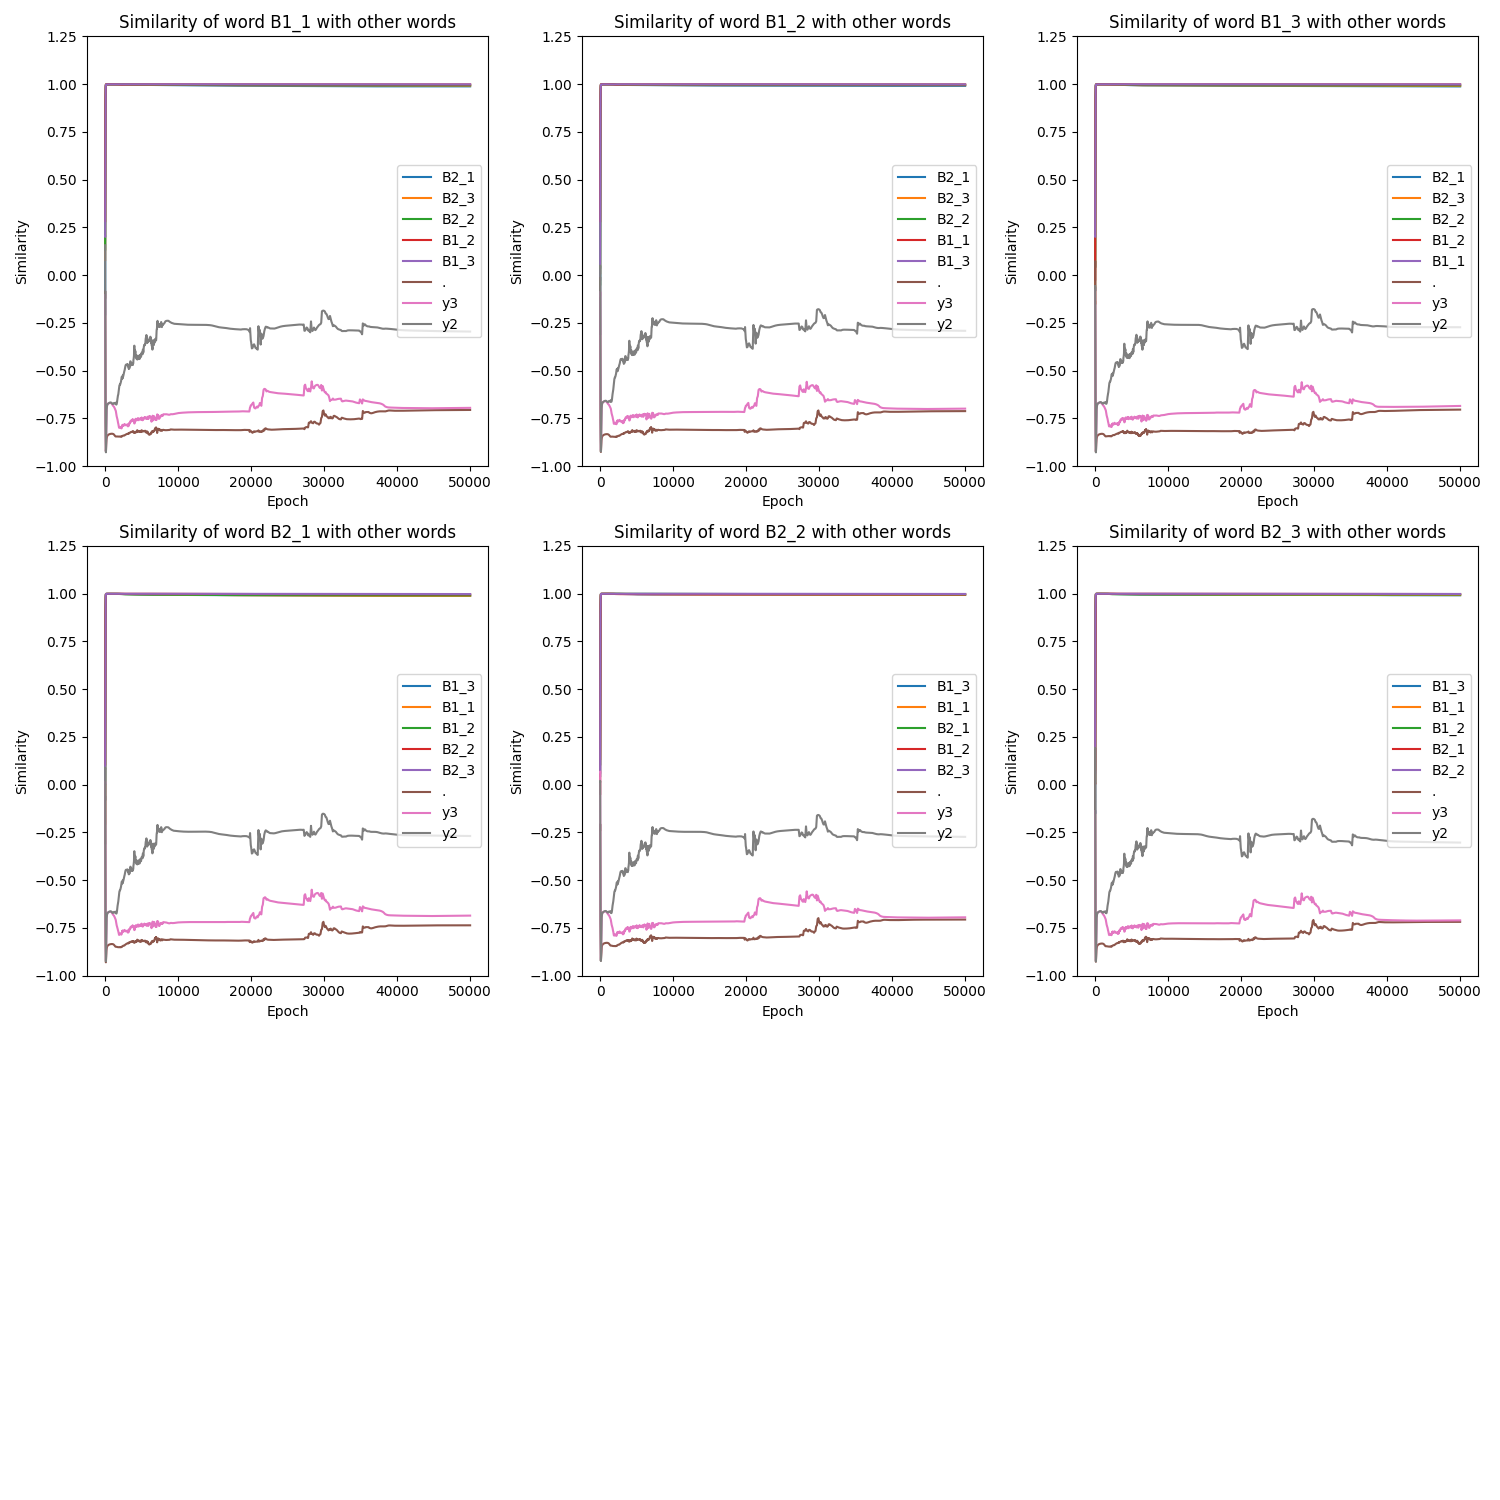 Similarity of word B1_1 with other words
Similarity
1.25
1.00
0.75
0.50
0.25
0.00
−0.25
−0.50
−0.75
−1.00
B2_1
B2_3
B2_2
B1_2
B1_3
.
y3
y2
0 10000 20000 30000 40000 50000
Epoch
Similarity of word B1_2 with other words
Similarity
1.25
1.00
0.75
0.50
0.25
0.00
−0.25
−0.50
−0.75
−1.00
B2_1
B2_3
B2_2
B1_1
B1_3
.
y3
y2
0 10000 20000 30000 40000 50000
Epoch
Similarity of word B1_3 with other words
Similarity
1.25
1.00
0.75
0.50
0.25
0.00
−0.25
−0.50
−0.75
−1.00
B2_1
B2_3
B2_2
B1_2
B1_1
.
y3
y2
0 10000 20000 30000 40000 50000
Epoch
Similarity of word B2_1 with other words
Similarity
1.25
1.00
0.75
0.50
0.25
0.00
−0.25
−0.50
−0.75
−1.00
B1_3
B1_1
B1_2
B2_2
B2_3
.
y3
y2
0 10000 20000 30000 40000 50000
Epoch
Similarity of word B2_2 with other words
Similarity
1.25
1.00
0.75
0.50
0.25
0.00
−0.25
−0.50
−0.75
−1.00
B1_3
B1_1
B2_1
B1_2
B2_3
.
y3
y2
0 10000 20000 30000 40000 50000
Epoch
Similarity of word B2_3 with other words
Similarity
1.25
1.00
0.75
0.50
0.25
0.00
−0.25
−0.50
−0.75
−1.00
B1_3
B1_1
B1_2
B2_1
B2_2
.
y3
y2
0 10000 20000 30000 40000 50000
Epoch